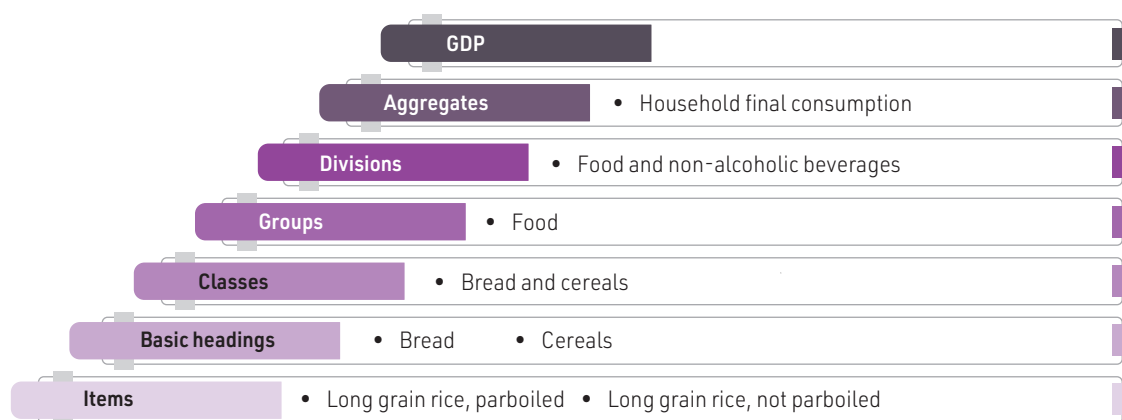 GDP
Aggregates • Household final consumption
Divisions • Food and non-alcoholic beverages
Groups • Food
Classes • Bread and cereals
Basic headings • Bread • Cereals
Items • Long grain rice, parboiled • Long grain rice, not parboiled